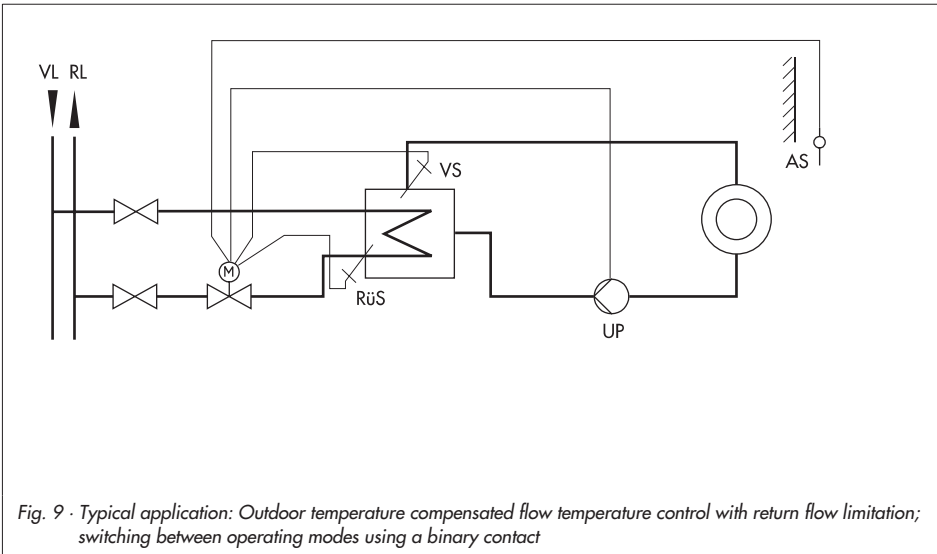 VL RL
AS
VS
M
RüS
UP
Fig. 9 · Typical application: Outdoor temperature compensated flow temperature control with return flow limitation;
switching between operating modes using a binary contact